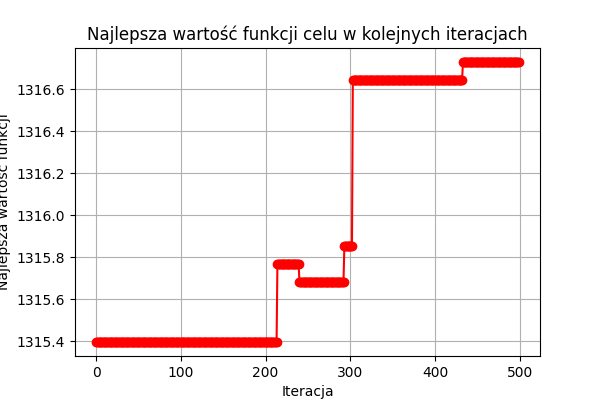 Najlepsza wartość funkcji celu w kolejnych iteracjach
Najlepsza wartość funkcji
1316.6
1316.4
1316.2
1316.0
1315.8
1315.6
1315.4
0 100 200 300 400 500
Iteracja